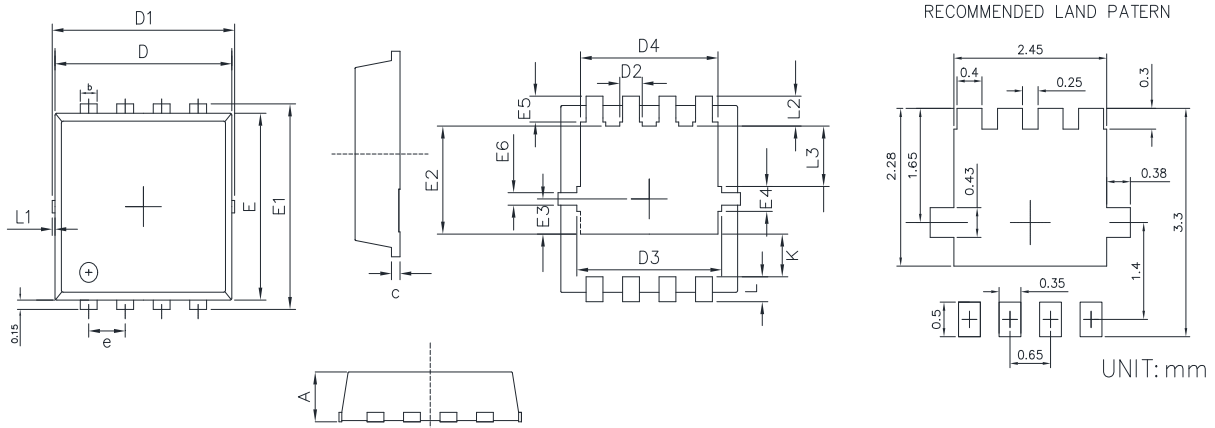 RECOMMENDED LAND PATERN
D1
D
b
L1
E
E1
0.15
e
c
A
D4
D2
E5
L2
E6
E2
L3
E4
E3
D3
K
L
2.45
0.4
0.25
0.3
2.28
1.65
0.43
0.38
3.3
1.4
0.35
0.5
0.65
UNIT: mm